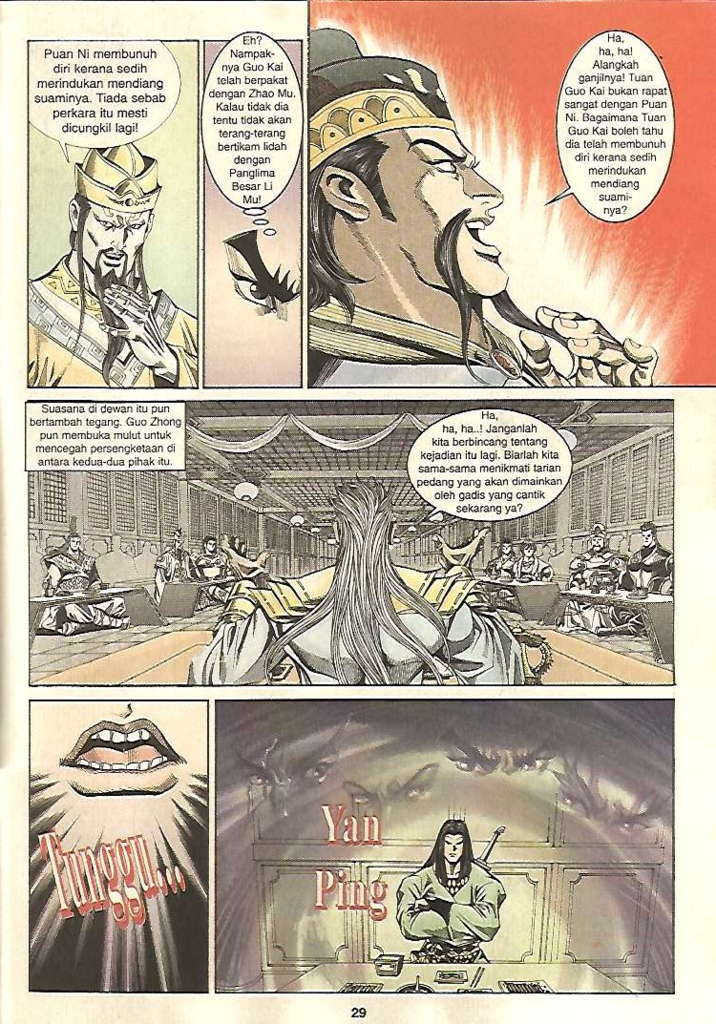 Puan Ni membunuh
diri kerana sedih
merindukan mendiang
suaminya. Tiada sebab
perkara itu mesti
dicungkil lagi!
Eh?
Nampak-
nya Guo Kai
telah berpakat
dengan Zhao Mu.
Kalau tidak dia
tentu tidak akan
terang-terang
bertikam lidah
dengan
Panglima
Besar Li
Mu!
Ha,
ha, ha!
Alangkah
ganjilnya! Tuan
Guo Kai bukan rapat
sangat dengan Puan
Ni. Bagaimana Tuan
Guo Kai boleh tahu
dia telah membunuh
diri kerana sedih
merindukan
mendiang
suami-
nya?
Suasana di dewan itu pun
bertambah tegang. Guo Zhong
pun membuka mulut untuk
mencegah persengketaan di
antara kedua-dua pihak itu.
Ha,
ha, ha..! Janganlah
kita berbincang tentang
kejadian itu lagi. Biarlah kita
sama-sama menikmati tarian
pedang yang akan dimainkan
oleh gadis yang cantik
sekarang ya?
Tunggu...
Yan
Ping
29